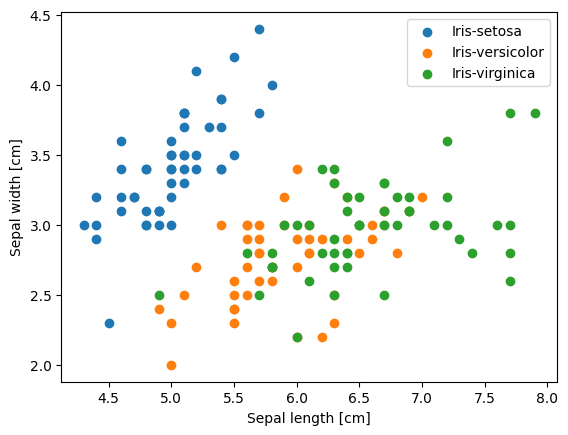 Iris-setosa
Iris-versicolor
Iris-virginica
4.5
4.0
3.5
3.0
2.5
2.0
Sepal width [cm]
4.5 5.0 5.5 6.0 6.5 7.0 7.5 8.0
Sepal length [cm]